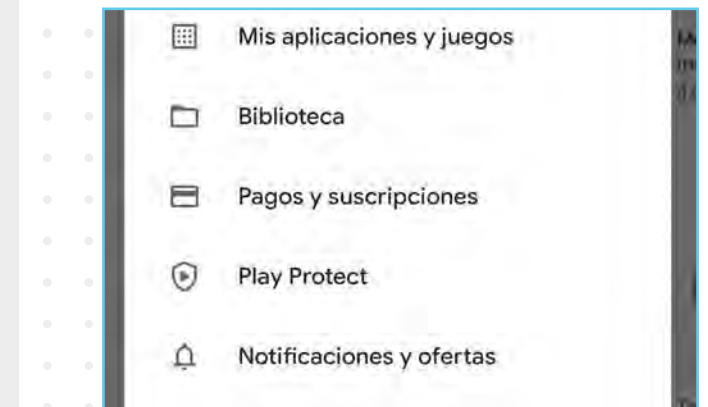 Mis aplicaciones y juegos
Biblioteca
Pagos y suscripciones
Play Protect
Notificaciones y ofertas